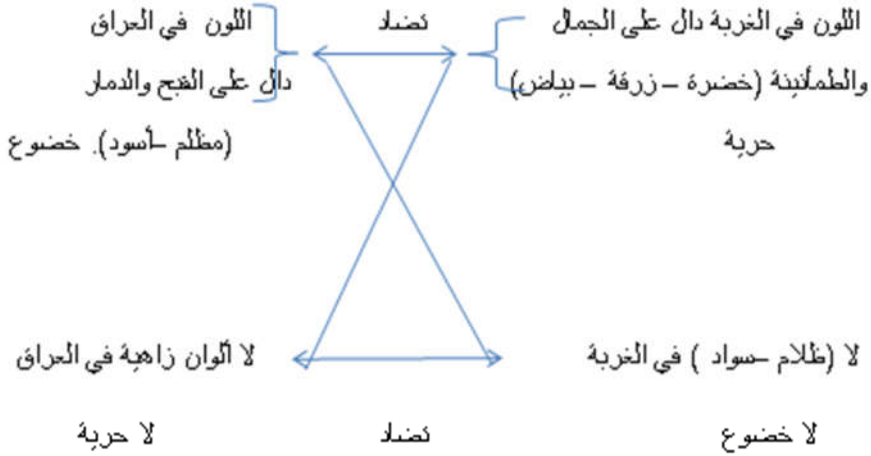 اللون في الغربة دال على الجمال
والطمأنينة (خضرة – زرقة – بياض)
حرية
تضاد
اللون في العراق
دال على القبح والدمار
(مظلم –أسود). خضوع
لا (ظلام –سواد ) في الغربة
لا ألوان زاهية في العراق
لا خضوع
تضاد
لا حرية